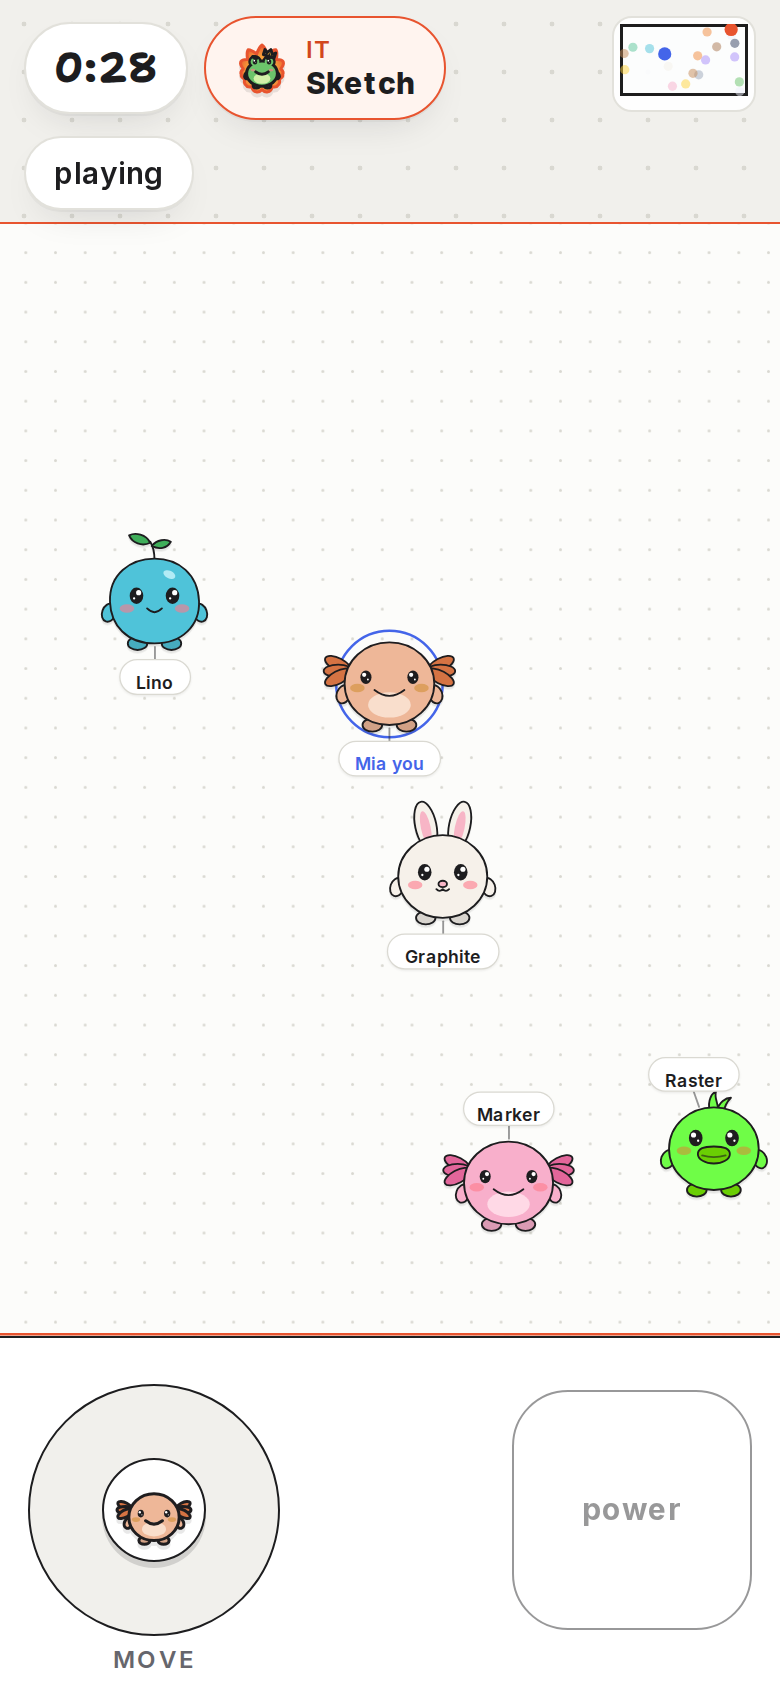 0:28
IT
Sketch
playing
Lino
Mia you
Graphite
Raster
Marker
power
MOVE